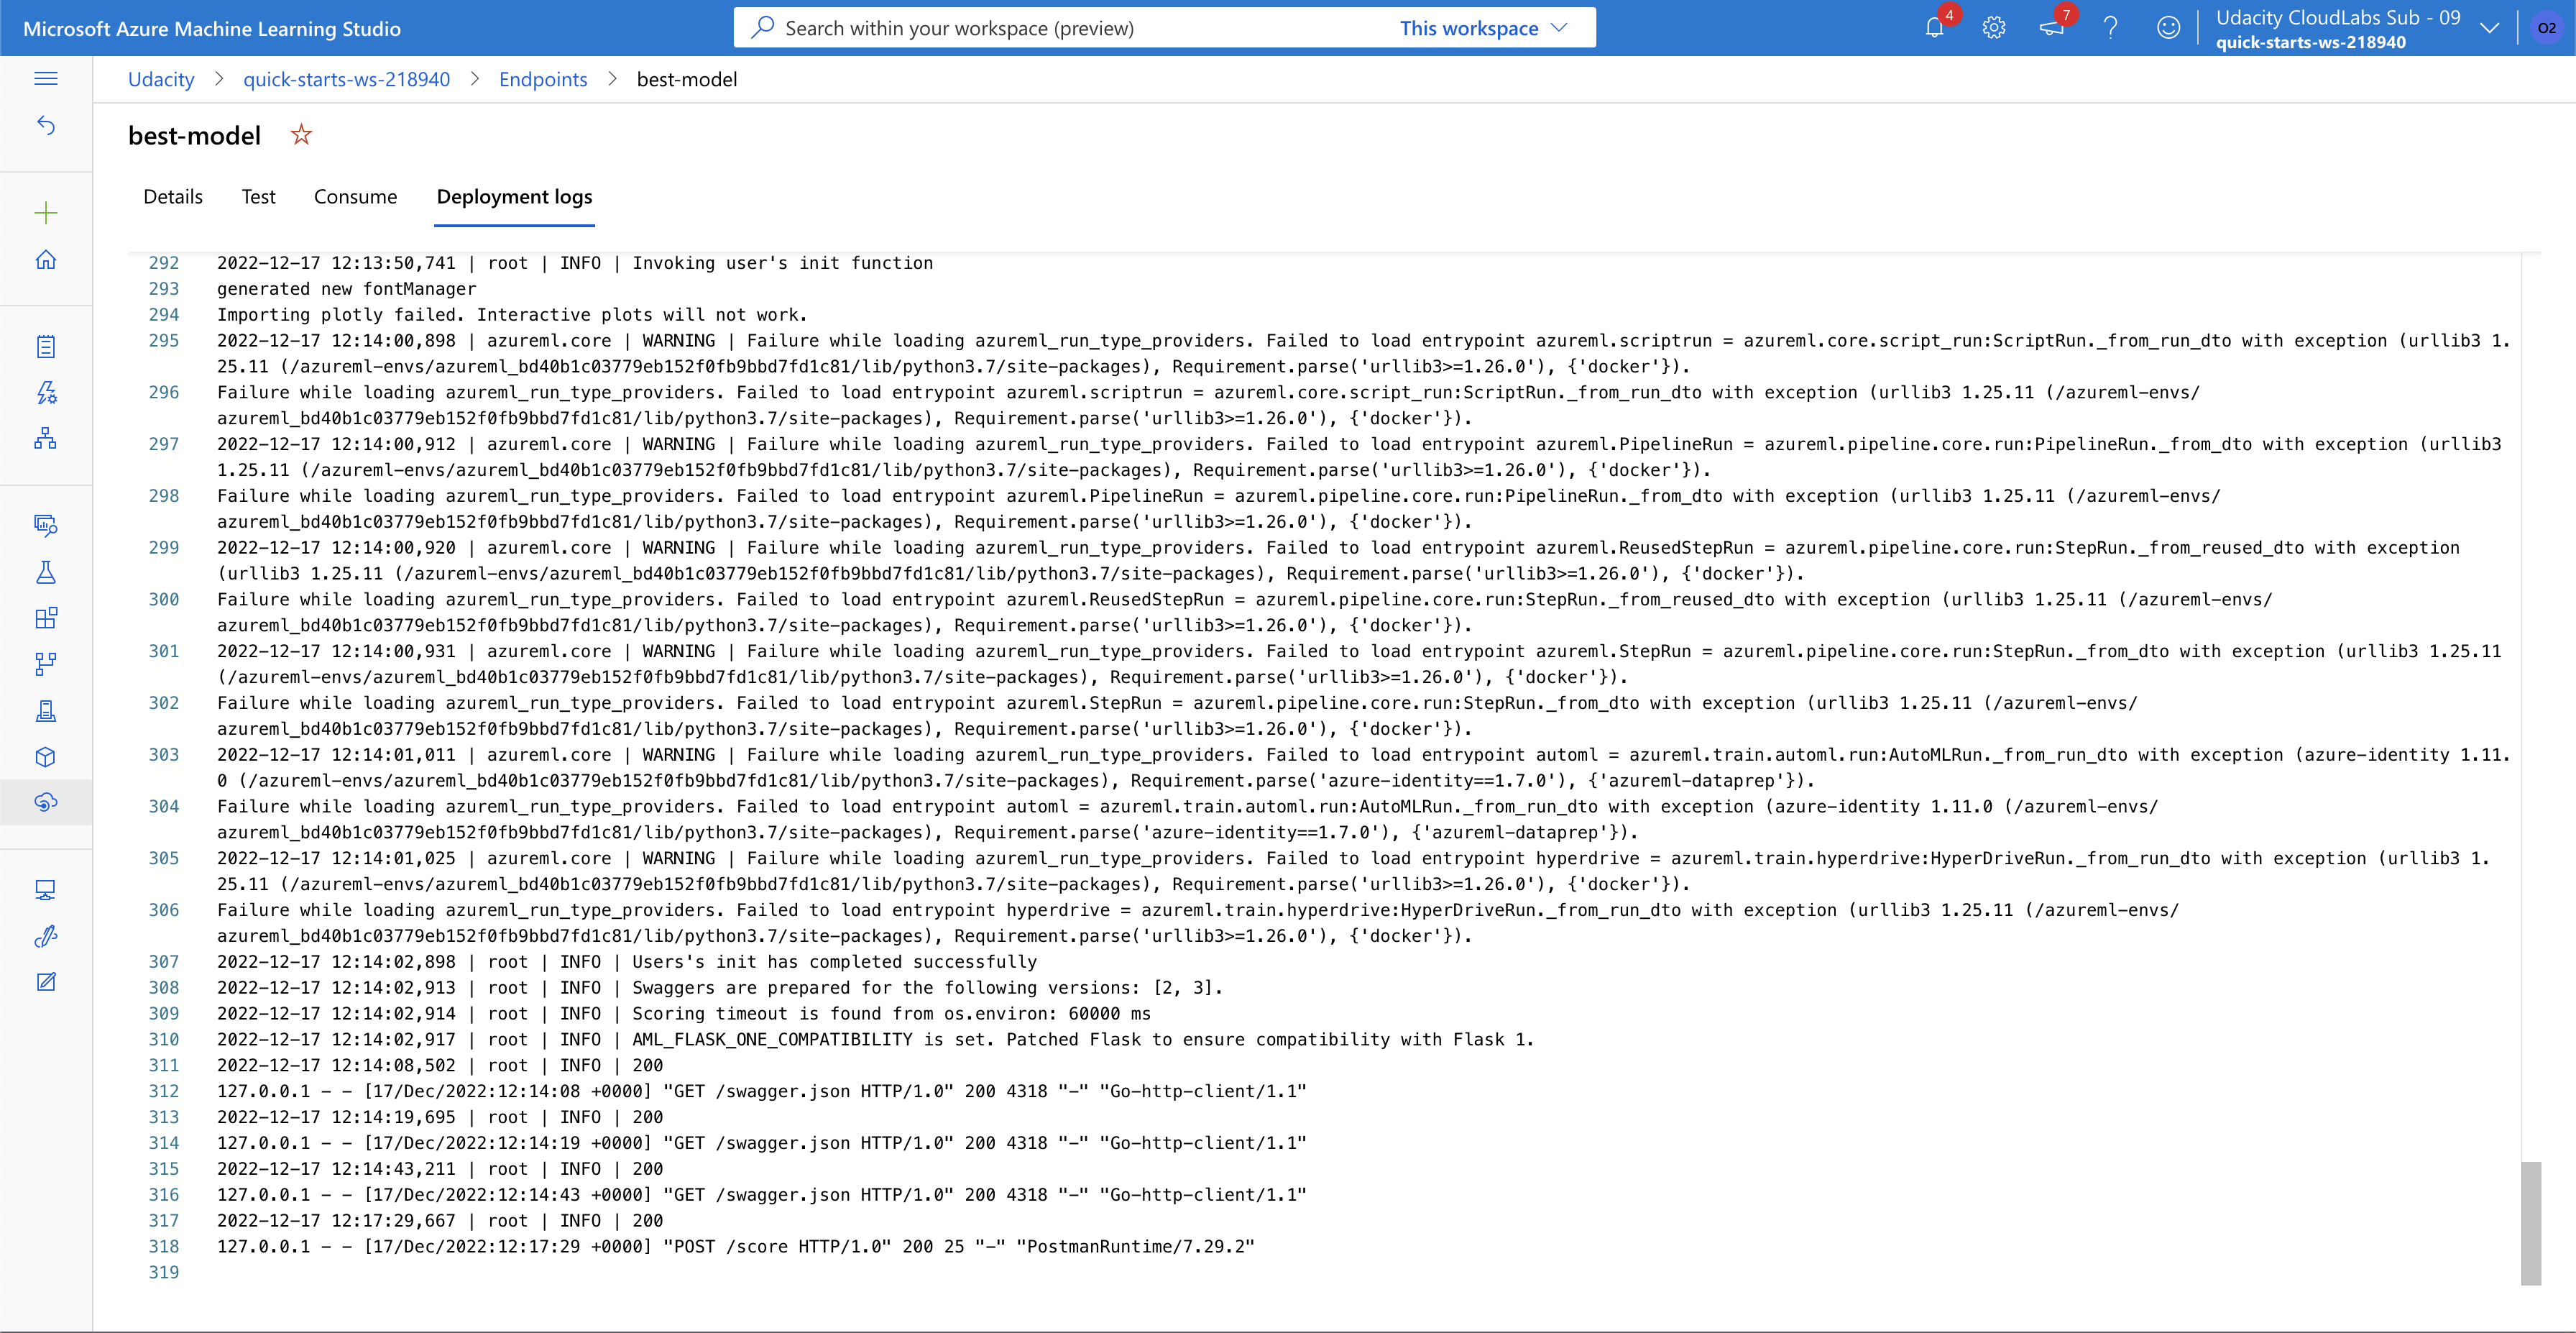 Microsoft Azure Machine Learning Studio
Search within your workspace (preview)
This workspace
4
7
Udacity CloudLabs Sub - 09
quick-starts-ws-218940
O2
Udacity > quick-starts-ws-218940 > Endpoints > best-model
best-model
Details Test Consume Deployment logs
292 2022-12-17 12:13:50,741 | root | INFO | Invoking user's init function
293 generated new fontManager
294 Importing plotly failed. Interactive plots will not work.
295 2022-12-17 12:14:00,898 | azureml.core | WARNING | Failure while loading azureml_run_type_providers. Failed to load entrypoint azureml.scriptrun = azureml.core.script_run:ScriptRun._from_run_dto with exception (urllib3 1.
25.11 (/azureml-envs/azureml_bd40b1c03779eb152f0fb9bbd7fd1c81/lib/python3.7/site-packages), Requirement.parse('urllib3>=1.26.0'), {'docker'}).
296 Failure while loading azureml_run_type_providers. Failed to load entrypoint azureml.scriptrun = azureml.core.script_run:ScriptRun._from_run_dto with exception (urllib3 1.25.11 (/azureml-envs/
azureml_bd40b1c03779eb152f0fb9bbd7fd1c81/lib/python3.7/site-packages), Requirement.parse('urllib3>=1.26.0'), {'docker'}).
297 2022-12-17 12:14:00,912 | azureml.core | WARNING | Failure while loading azureml_run_type_providers. Failed to load entrypoint azureml.PipelineRun = azureml.pipeline.core.run:PipelineRun._from_dto with exception (urllib3
1.25.11 (/azureml-envs/azureml_bd40b1c03779eb152f0fb9bbd7fd1c81/lib/python3.7/site-packages), Requirement.parse('urllib3>=1.26.0'), {'docker'}).
298 Failure while loading azureml_run_type_providers. Failed to load entrypoint azureml.PipelineRun = azureml.pipeline.core.run:PipelineRun._from_dto with exception (urllib3 1.25.11 (/azureml-envs/
azureml_bd40b1c03779eb152f0fb9bbd7fd1c81/lib/python3.7/site-packages), Requirement.parse('urllib3>=1.26.0'), {'docker'}).
299 2022-12-17 12:14:00,920 | azureml.core | WARNING | Failure while loading azureml_run_type_providers. Failed to load entrypoint azureml.ReusedStepRun = azureml.pipeline.core.run:StepRun._from_reused_dto with exception
(urllib3 1.25.11 (/azureml-envs/azureml_bd40b1c03779eb152f0fb9bbd7fd1c81/lib/python3.7/site-packages), Requirement.parse('urllib3>=1.26.0'), {'docker'}).
300 Failure while loading azureml_run_type_providers. Failed to load entrypoint azureml.ReusedStepRun = azureml.pipeline.core.run:StepRun._from_reused_dto with exception (urllib3 1.25.11 (/azureml-envs/
azureml_bd40b1c03779eb152f0fb9bbd7fd1c81/lib/python3.7/site-packages), Requirement.parse('urllib3>=1.26.0'), {'docker'}).
301 2022-12-17 12:14:00,931 | azureml.core | WARNING | Failure while loading azureml_run_type_providers. Failed to load entrypoint azureml.StepRun = azureml.pipeline.core.run:StepRun._from_dto with exception (urllib3 1.25.11
(/azureml-envs/azureml_bd40b1c03779eb152f0fb9bbd7fd1c81/lib/python3.7/site-packages), Requirement.parse('urllib3>=1.26.0'), {'docker'}).
302 Failure while loading azureml_run_type_providers. Failed to load entrypoint azureml.StepRun = azureml.pipeline.core.run:StepRun._from_dto with exception (urllib3 1.25.11 (/azureml-envs/
azureml_bd40b1c03779eb152f0fb9bbd7fd1c81/lib/python3.7/site-packages), Requirement.parse('urllib3>=1.26.0'), {'docker'}).
303 2022-12-17 12:14:01,011 | azureml.core | WARNING | Failure while loading azureml_run_type_providers. Failed to load entrypoint automl = azureml.train.automl.run:AutoMLRun._from_run_dto with exception (azure-identity 1.11.
0 (/azureml-envs/azureml_bd40b1c03779eb152f0fb9bbd7fd1c81/lib/python3.7/site-packages), Requirement.parse('azure-identity==1.7.0'), {'azureml-dataprep'}).
304 Failure while loading azureml_run_type_providers. Failed to load entrypoint automl = azureml.train.automl.run:AutoMLRun._from_run_dto with exception (azure-identity 1.11.0 (/azureml-envs/
azureml_bd40b1c03779eb152f0fb9bbd7fd1c81/lib/python3.7/site-packages), Requirement.parse('azure-identity==1.7.0'), {'azureml-dataprep'}).
305 2022-12-17 12:14:01,025 | azureml.core | WARNING | Failure while loading azureml_run_type_providers. Failed to load entrypoint hyperdrive = azureml.train.hyperdrive:HyperDriveRun._from_run_dto with exception (urllib3 1.
25.11 (/azureml-envs/azureml_bd40b1c03779eb152f0fb9bbd7fd1c81/lib/python3.7/site-packages), Requirement.parse('urllib3>=1.26.0'), {'docker'}).
306 Failure while loading azureml_run_type_providers. Failed to load entrypoint hyperdrive = azureml.train.hyperdrive:HyperDriveRun._from_run_dto with exception (urllib3 1.25.11 (/azureml-envs/
azureml_bd40b1c03779eb152f0fb9bbd7fd1c81/lib/python3.7/site-packages), Requirement.parse('urllib3>=1.26.0'), {'docker'}).
307 2022-12-17 12:14:02,898 | root | INFO | Users's init has completed successfully
308 2022-12-17 12:14:02,913 | root | INFO | Swaggers are prepared for the following versions: [2, 3].
309 2022-12-17 12:14:02,914 | root | INFO | Scoring timeout is found from os.environ: 60000 ms
310 2022-12-17 12:14:02,917 | root | INFO | AML_FLASK_ONE_COMPATIBILITY is set. Patched Flask to ensure compatibility with Flask 1.
311 2022-12-17 12:14:08,502 | root | INFO | 200
312 127.0.0.1 - - [17/Dec/2022:12:14:08 +0000] "GET /swagger.json HTTP/1.0" 200 4318 "-" "Go-http-client/1.1"
313 2022-12-17 12:14:19,695 | root | INFO | 200
314 127.0.0.1 - - [17/Dec/2022:12:14:19 +0000] "GET /swagger.json HTTP/1.0" 200 4318 "-" "Go-http-client/1.1"
315 2022-12-17 12:14:43,211 | root | INFO | 200
316 127.0.0.1 - - [17/Dec/2022:12:14:43 +0000] "GET /swagger.json HTTP/1.0" 200 4318 "-" "Go-http-client/1.1"
317 2022-12-17 12:17:29,667 | root | INFO | 200
318 127.0.0.1 - - [17/Dec/2022:12:17:29 +0000] "POST /score HTTP/1.0" 200 25 "-" "PostmanRuntime/7.29.2"
319